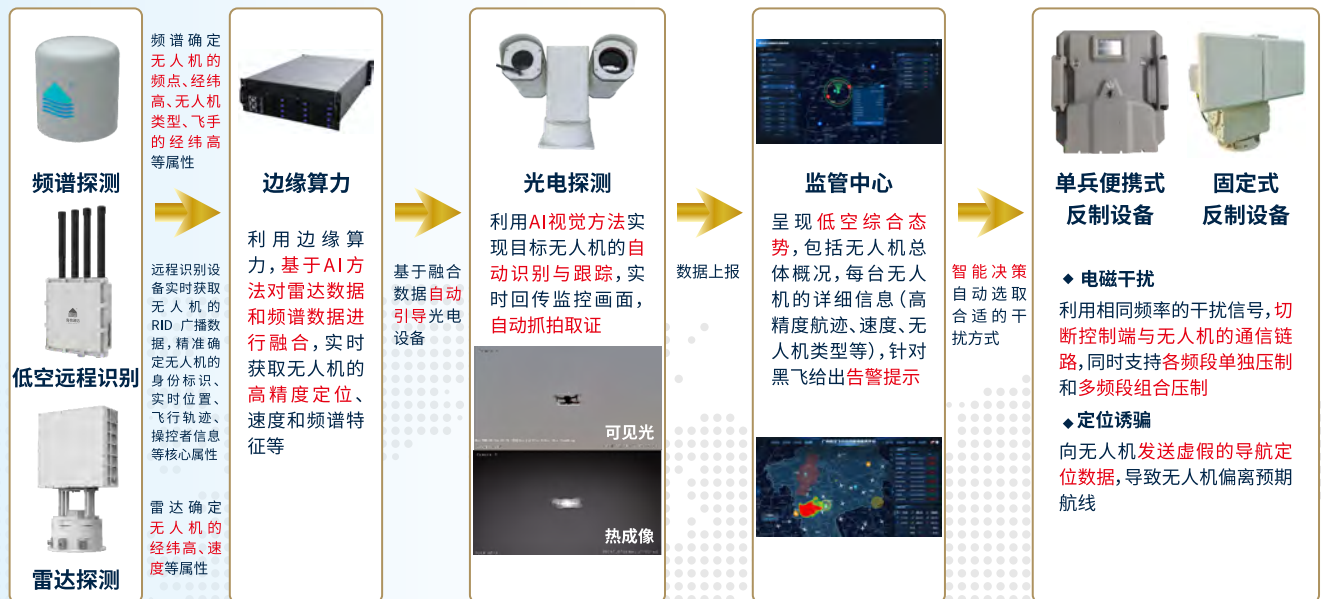 频谱探测
低空远程识别
雷达探测
频谱确定
无人机的
频点、经纬
高、无人机
类型、飞手
的经纬高
等属性
远程识别设
备实时获取
无人机的
RID 广播数
据，精准确
定无人机的
身份标识、
实时位置、
飞行轨迹、
操控者信息
等核心属性
雷达确定
无人机的
经纬高、速
度等属性
边缘算力
利用边缘算
力，基于AI方
法对雷达数据
和频谱数据进
行融合，实时
获取无人机的
高精度定位、
速度和频谱特
征等
基于融合
数据自动
引导光电
设备
光电探测
利用AI视觉方法实
现目标无人机的自
动识别与跟踪，实
时回传监控画面，
自动抓拍取证
可见光
热成像
数据上报
监管中心
呈现低空综合态
势，包括无人机总
体概况，每台无人
机的详细信息（高
精度航迹、速度、无
人机类型等），针对
黑飞给出告警提示
智能决策
自动选取
合适的干
扰方式
单兵便携式
反制设备
固定式
反制设备
◆ 电磁干扰
利用相同频率的干扰信号，切
断控制端与无人机的通信链
路，同时支持各频段单独压制
和多频段组合压制
◆ 定位诱骗
向无人机发送虚假的导航定
位数据，导致无人机偏离预期
航线